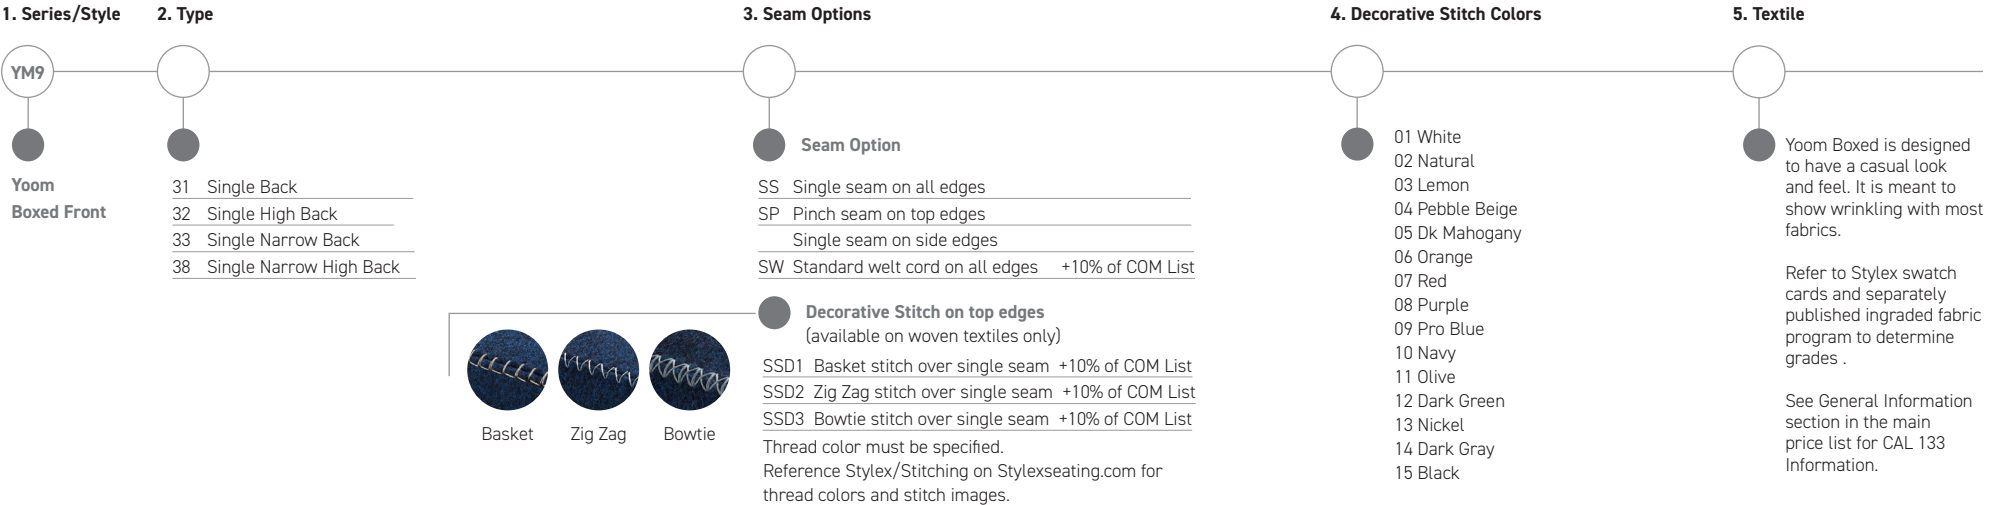 1. Series/Style
YM9
Yoom
Boxed Front
2. Type
31 Single Back
32 Single High Back
33 Single Narrow Back
38 Single Narrow High Back
3. Seam Options
Seam Option
SS Single seam on all edges
SP Pinch seam on top edges
Single seam on side edges
SW Standard welt cord on all edges +10% of COM List
Decorative Stitch on top edges
(available on woven textiles only)
SSD1 Basket stitch over single seam +10% of COM List
SSD2 Zig Zag stitch over single seam +10% of COM List
SSD3 Bowtie stitch over single seam +10% of COM List
Thread color must be specified.
Reference Stylex/Stitching on Stylexseating.com for
thread colors and stitch images.
Basket Zig Zag Bowtie
4. Decorative Stitch Colors
01 White
02 Natural
03 Lemon
04 Pebble Beige
05 Dk Mahogany
06 Orange
07 Red
08 Purple
09 Pro Blue
10 Navy
11 Olive
12 Dark Green
13 Nickel
14 Dark Gray
15 Black
5. Textile
Yoom Boxed is designed
to have a casual look
and feel. It is meant to
show wrinkling with most
fabrics.
Refer to Stylex swatch
cards and separately
published ingraded fabric
program to determine
grades .
See General Information
section in the main
price list for CAL 133
Information.